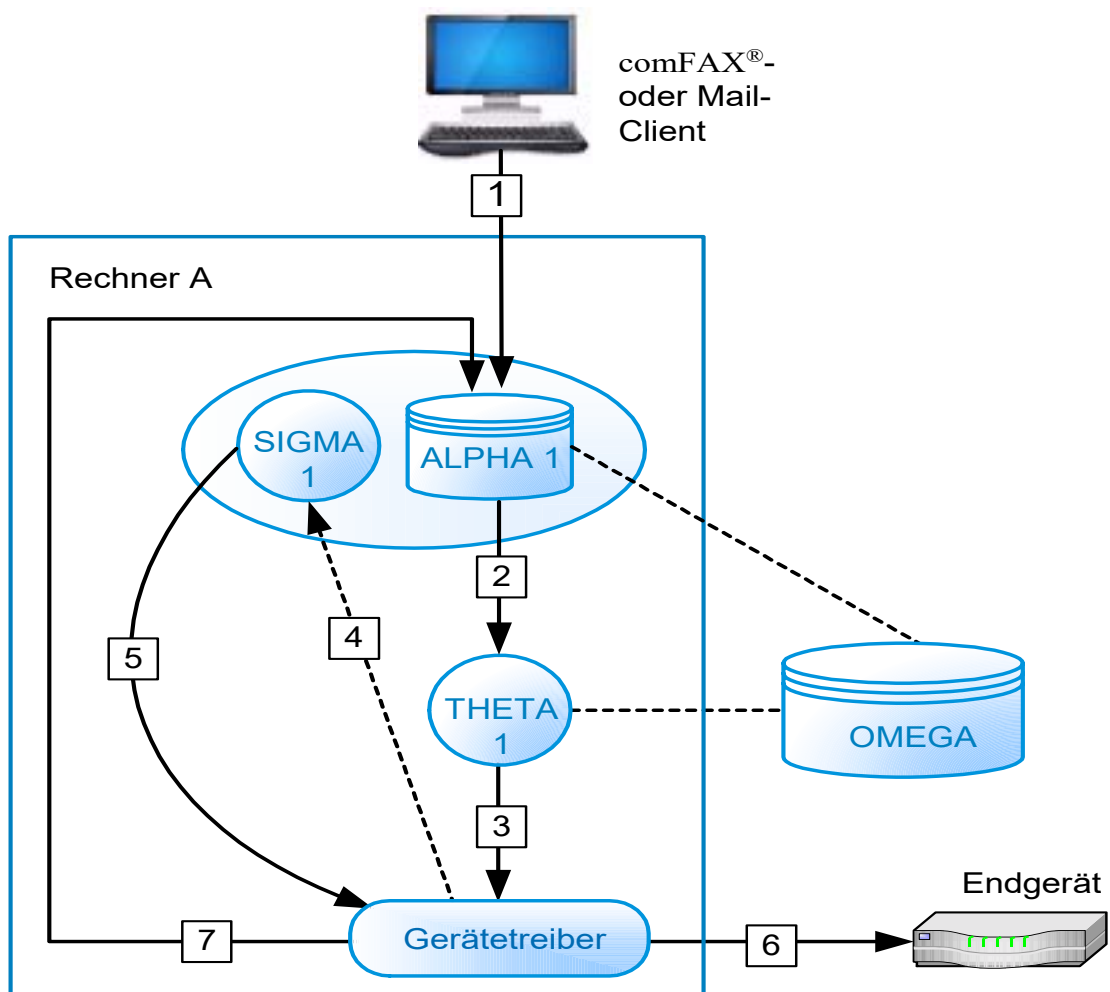 comFAX®-
oder Mail-
Client
1
Rechner A
SIGMA
1
ALPHA 1
2
4
5
THETA
1
OMEGA
3
Endgerät
7
Gerätetreiber
6